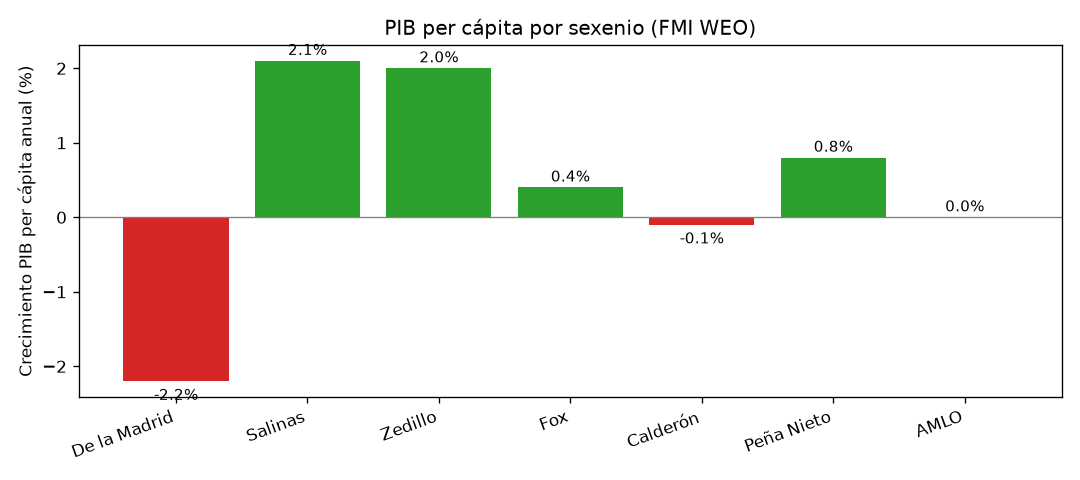 PIB per cápita por sexenio (FMI WEO)
Crecimiento PIB per cápita anual (%)
2
1
0
−1
−2
-2.2%
2.1%
2.0%
0.4%
-0.1%
0.8%
0.0%
De la Madrid
Salinas
Zedillo
Fox
Calderón
Peña Nieto
AMLO